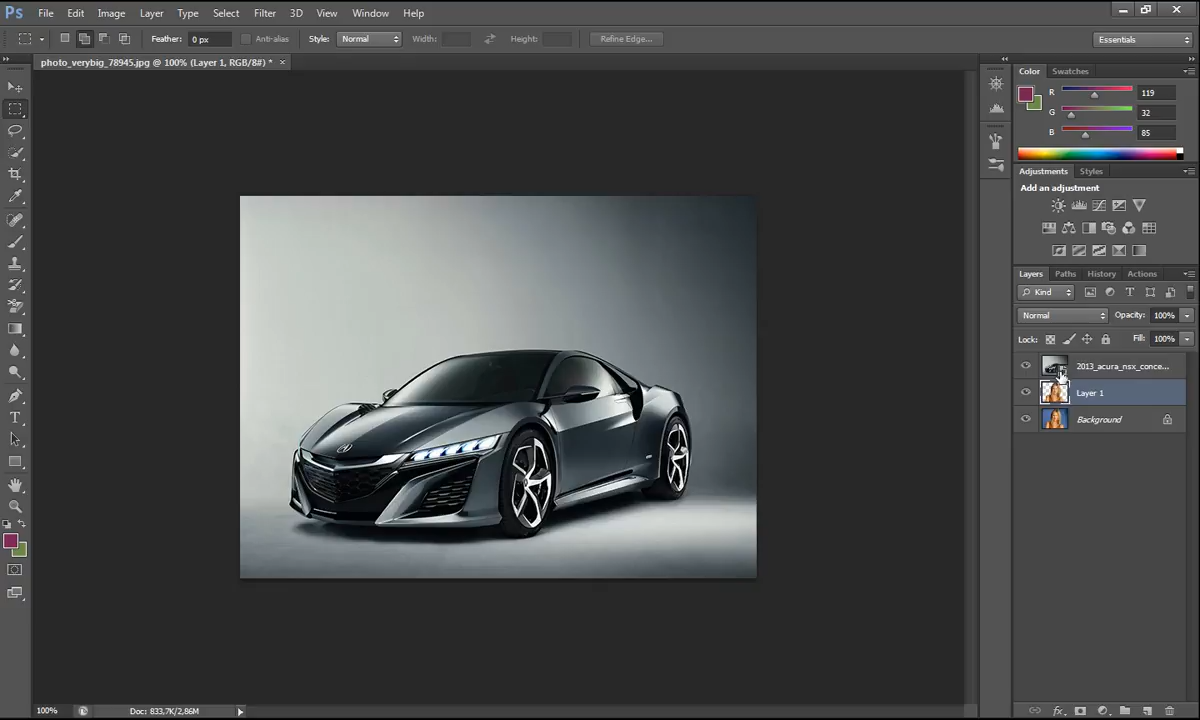 Ps File Edit Image Layer Type Select Filter 3D View Window Help
Feather: 0 px Anti-alias Style: Normal Width: Height: Refine Edge... Essentials
photo_verybig_78945.jpg @ 100% (Layer 1, RGB/8#) * ×
Color Swatches
R 119
G 32
B 85
Adjustments Styles
Add an adjustment
Layers Paths History Actions
Kind T
Normal Opacity: 100%
Lock: Fill: 100%
2013_acura_nsx_conce...
Layer 1
Background
100% Doc: 833,7K/2,86M